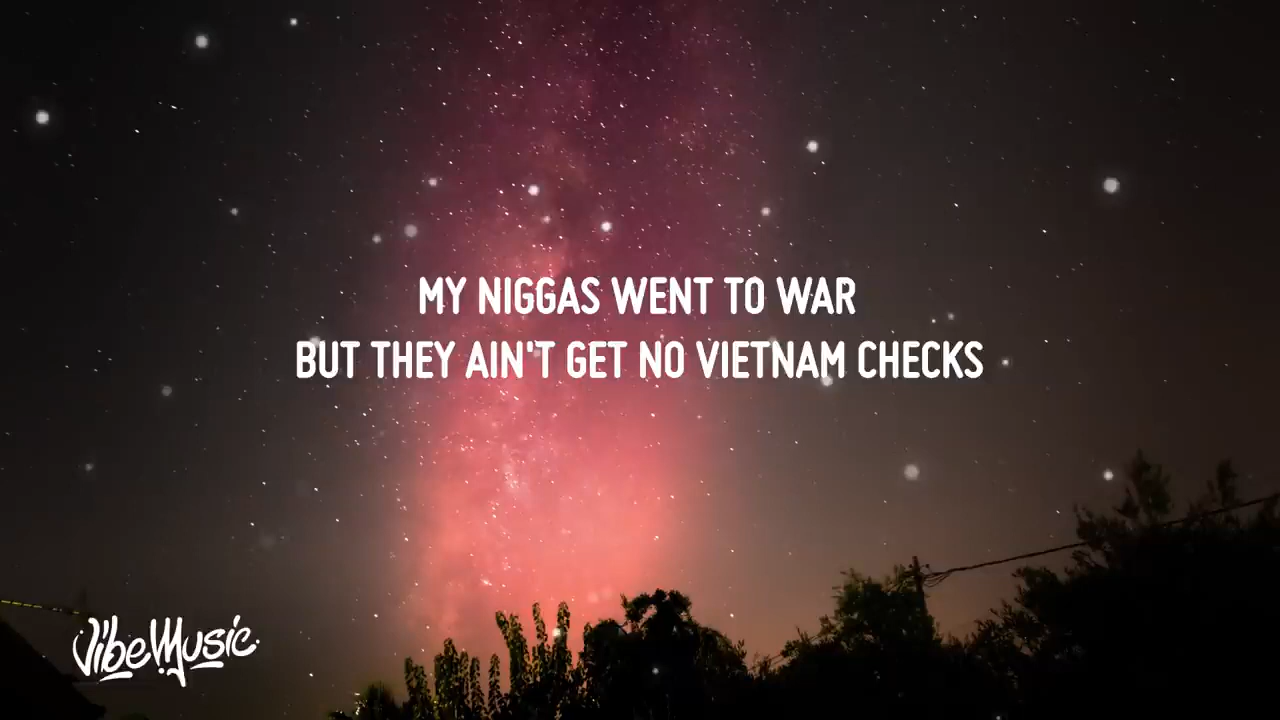 MY NIGGAS WENT TO WAR
BUT THEY AIN'T GET NO VIETNAM CHECKS
VibeMusic